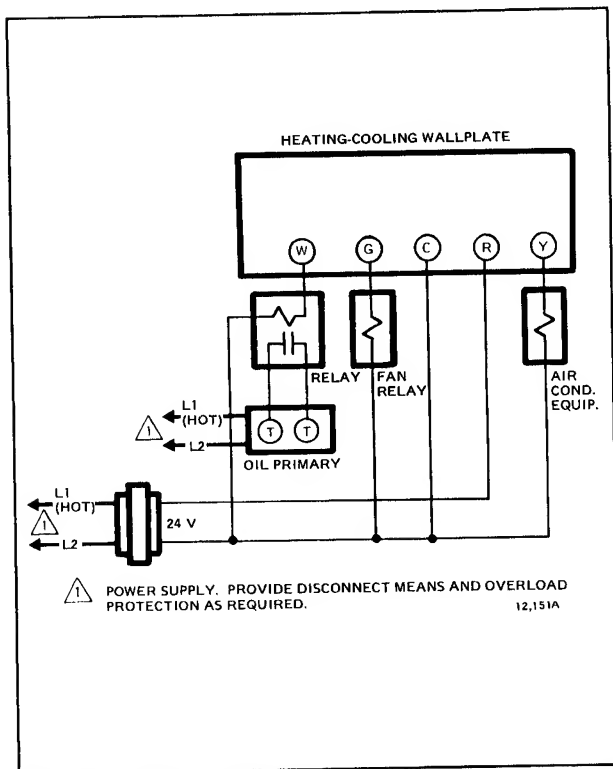 HEATING-COOLING WALLPLATE
W G C R Y
RELAY
FAN
RELAY
AIR
COND.
EQUIP.
L1
(HOT)
1
L2
T T
OIL PRIMARY
L1
(HOT)
1
L2
24 V
1 POWER SUPPLY. PROVIDE DISCONNECT MEANS AND OVERLOAD
PROTECTION AS REQUIRED.
12,151A